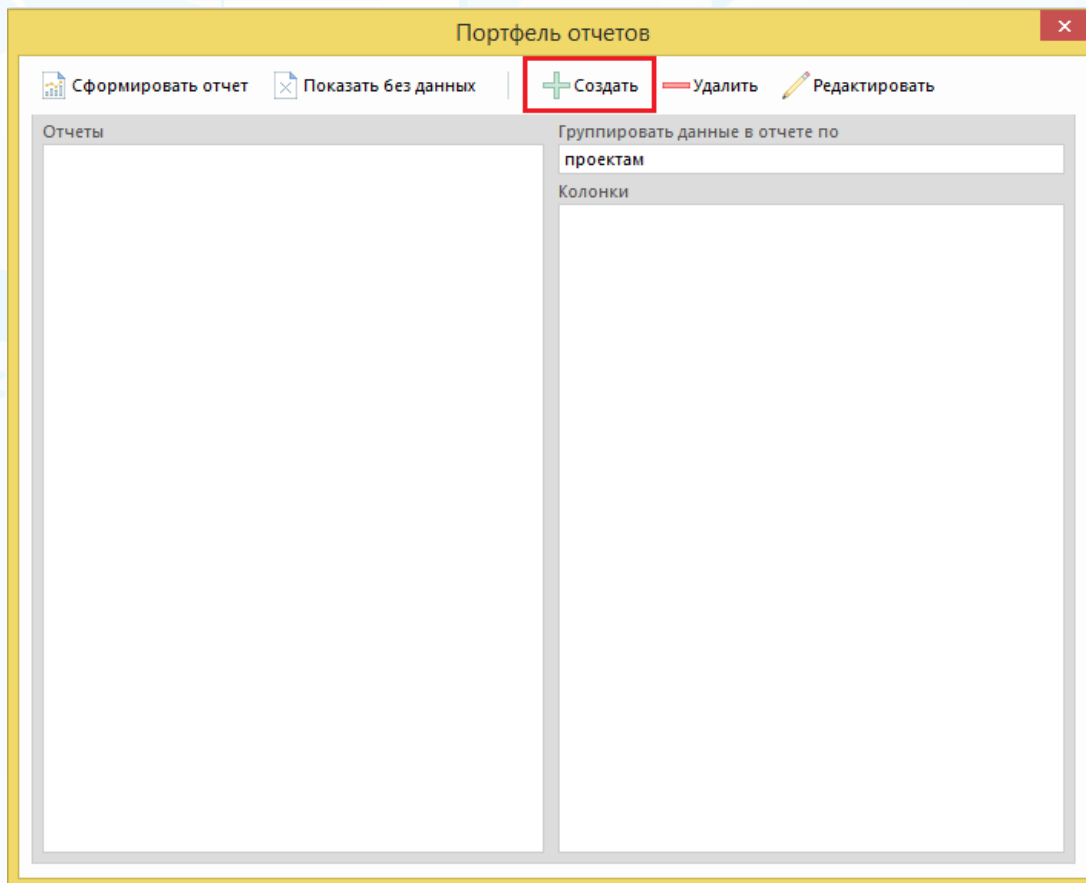 Портфель отчетов
Сформировать отчет Показать без данных Создать Удалить Редактировать
Отчеты
Группировать данные в отчете по
проектам
Колонки